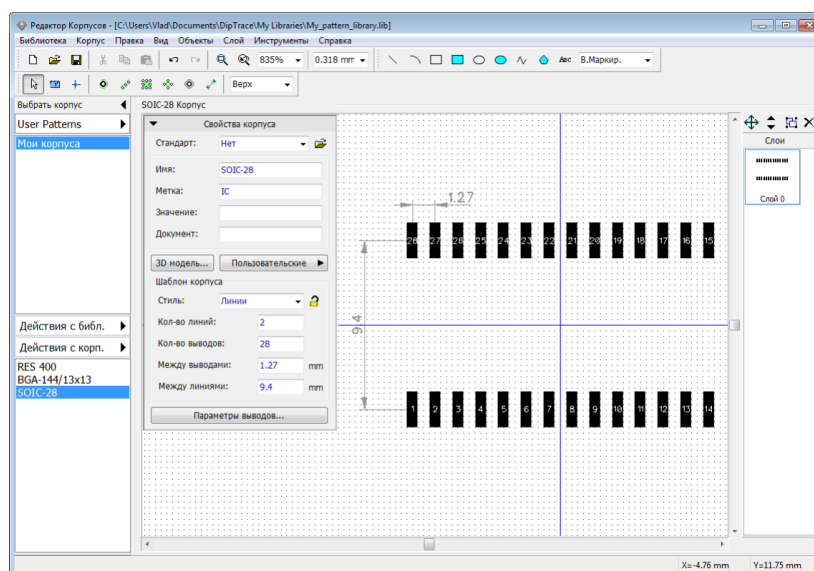 Редактор Корпусов - [C:\Users\Vlad\Documents\DipTrace\My Libraries\My_pattern_library.lib]
Библиотека Корпус Правка Вид Объекты Слой Инструменты Справка
835% 0.318 mm Abc В.Маркир.
Верх
Выбрать корпус
SOIC-28 Корпус
User Patterns
Мои корпуса
Свойства корпуса
Стандарт: Нет
Имя: SOIC-28
Метка: IC
Значение:
Документ:
3D модель... Пользовательские
Шаблон корпуса
Стиль: Линии
Кол-во линий: 2
Кол-во выводов: 28
Между выводами: 1.27 mm
Между линиями: 9.4 mm
Параметры выводов...
Действия с библ.
Действия с корп.
RES 400
BGA-144/13x13
SOIC-28
1.27
28 27 26 25 24 23 22 21 20 19 18 17 16 15
9.4
1 2 3 4 5 6 7 8 9 10 11 12 13 14
Слои
Слой 0
X=-4.76 mm Y=11.75 mm